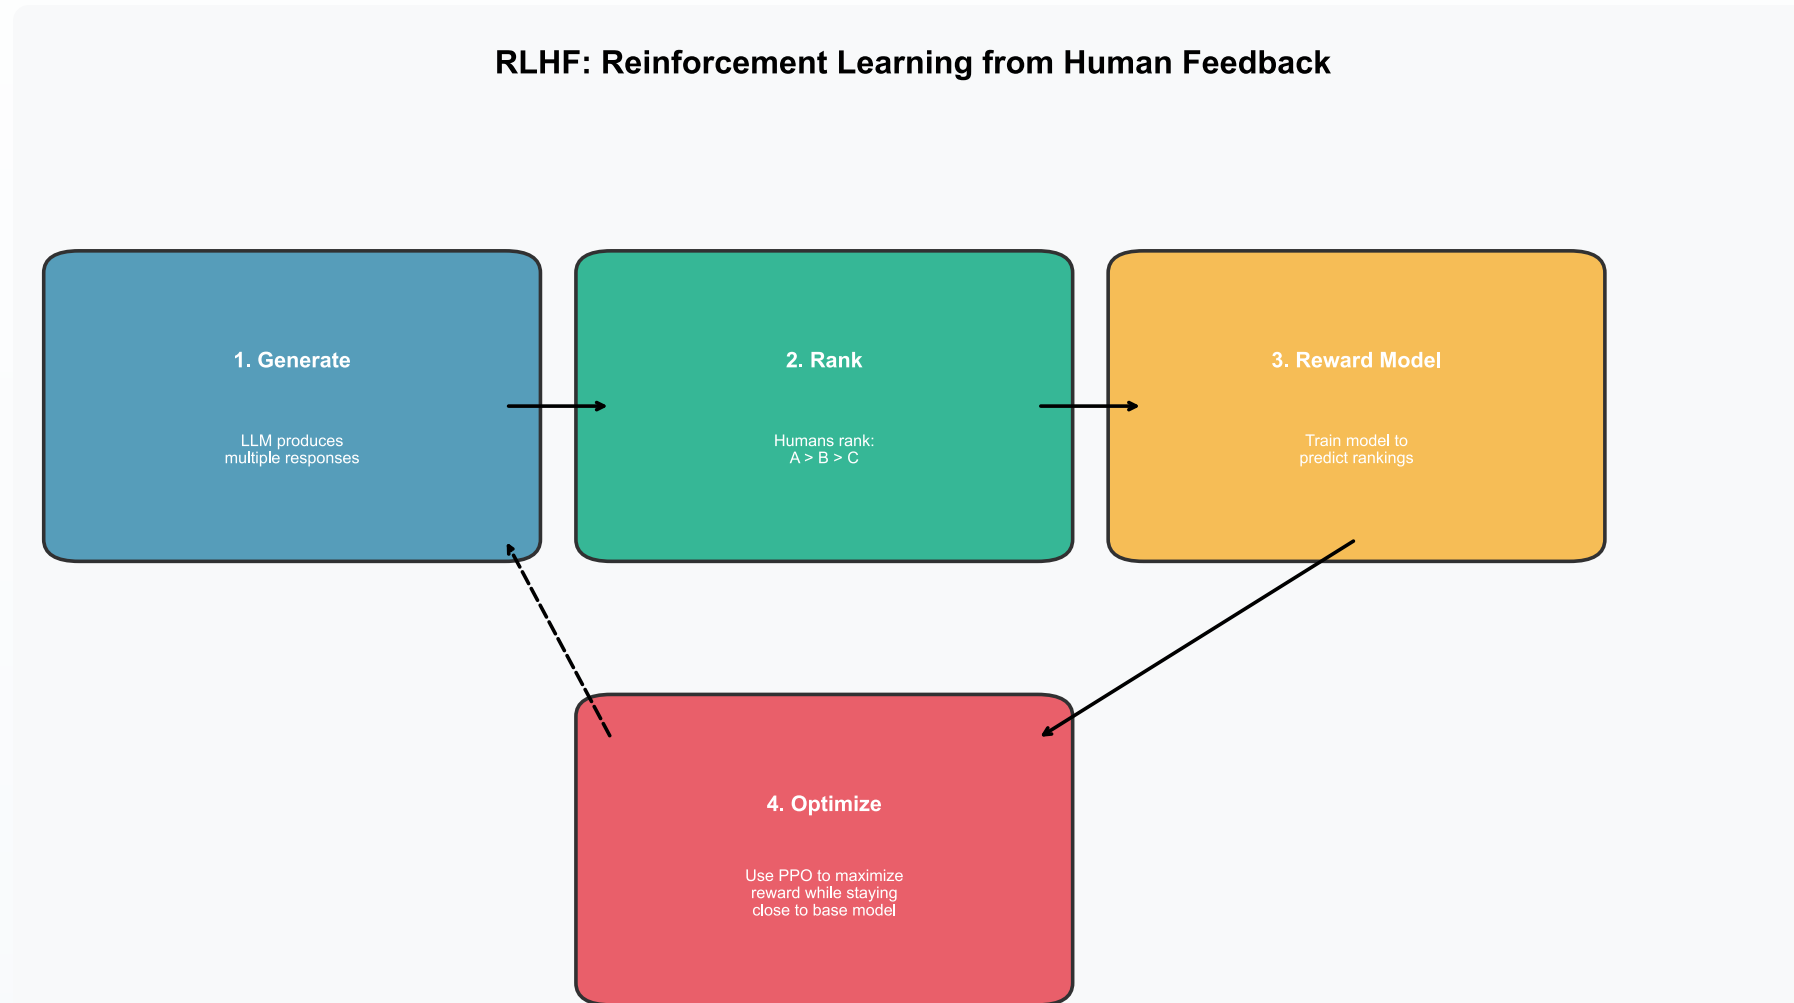 RLHF: Reinforcement Learning from Human Feedback
1. Generate
LLM produces
multiple responses
2. Rank
Humans rank:
A > B > C
3. Reward Model
Train model to
predict rankings
4. Optimize
Use PPO to maximize
reward while staying
close to base model